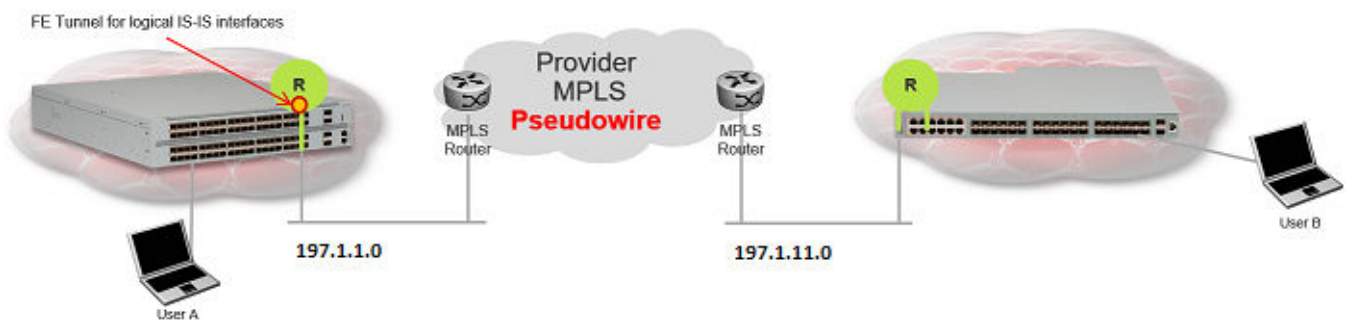 FE Tunnel for logical IS-IS interfaces
R
Provider
MPLS
Pseudowire
MPLS
Router
MPLS
Router
R
197.1.1.0
197.1.11.0
User A
User B